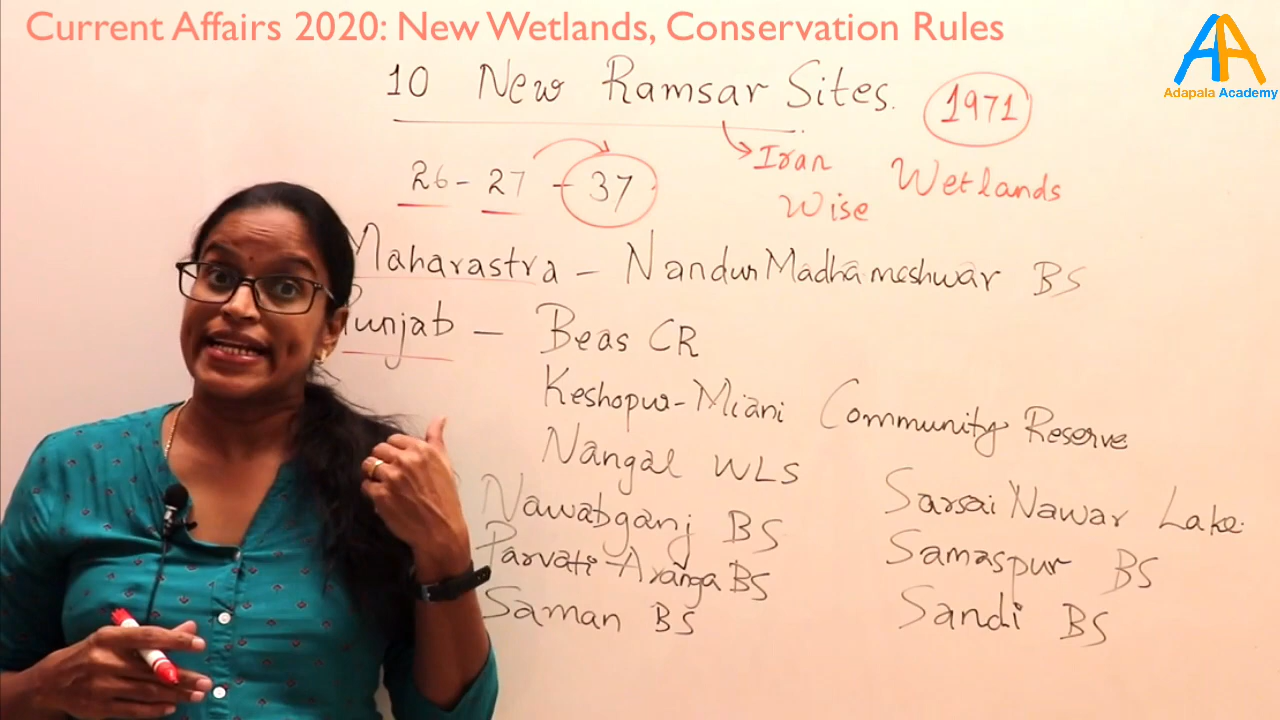 Current Affairs 2020: New Wetlands, Conservation Rules
AA
Adapala Academy
10 New Ramsar Sites. 1971
Iran Wetlands
26 - 27 - 37
Wise
Maharastra - Nandur Madhameshwar BS
Punjab - Beas CR
Keshopur-Miani Community Reserve
Nangal WLS
Nawabganj BS Sarsai Nawar Lake.
Parvati-Aranga BS Samaspur BS
Saman BS Sandi BS